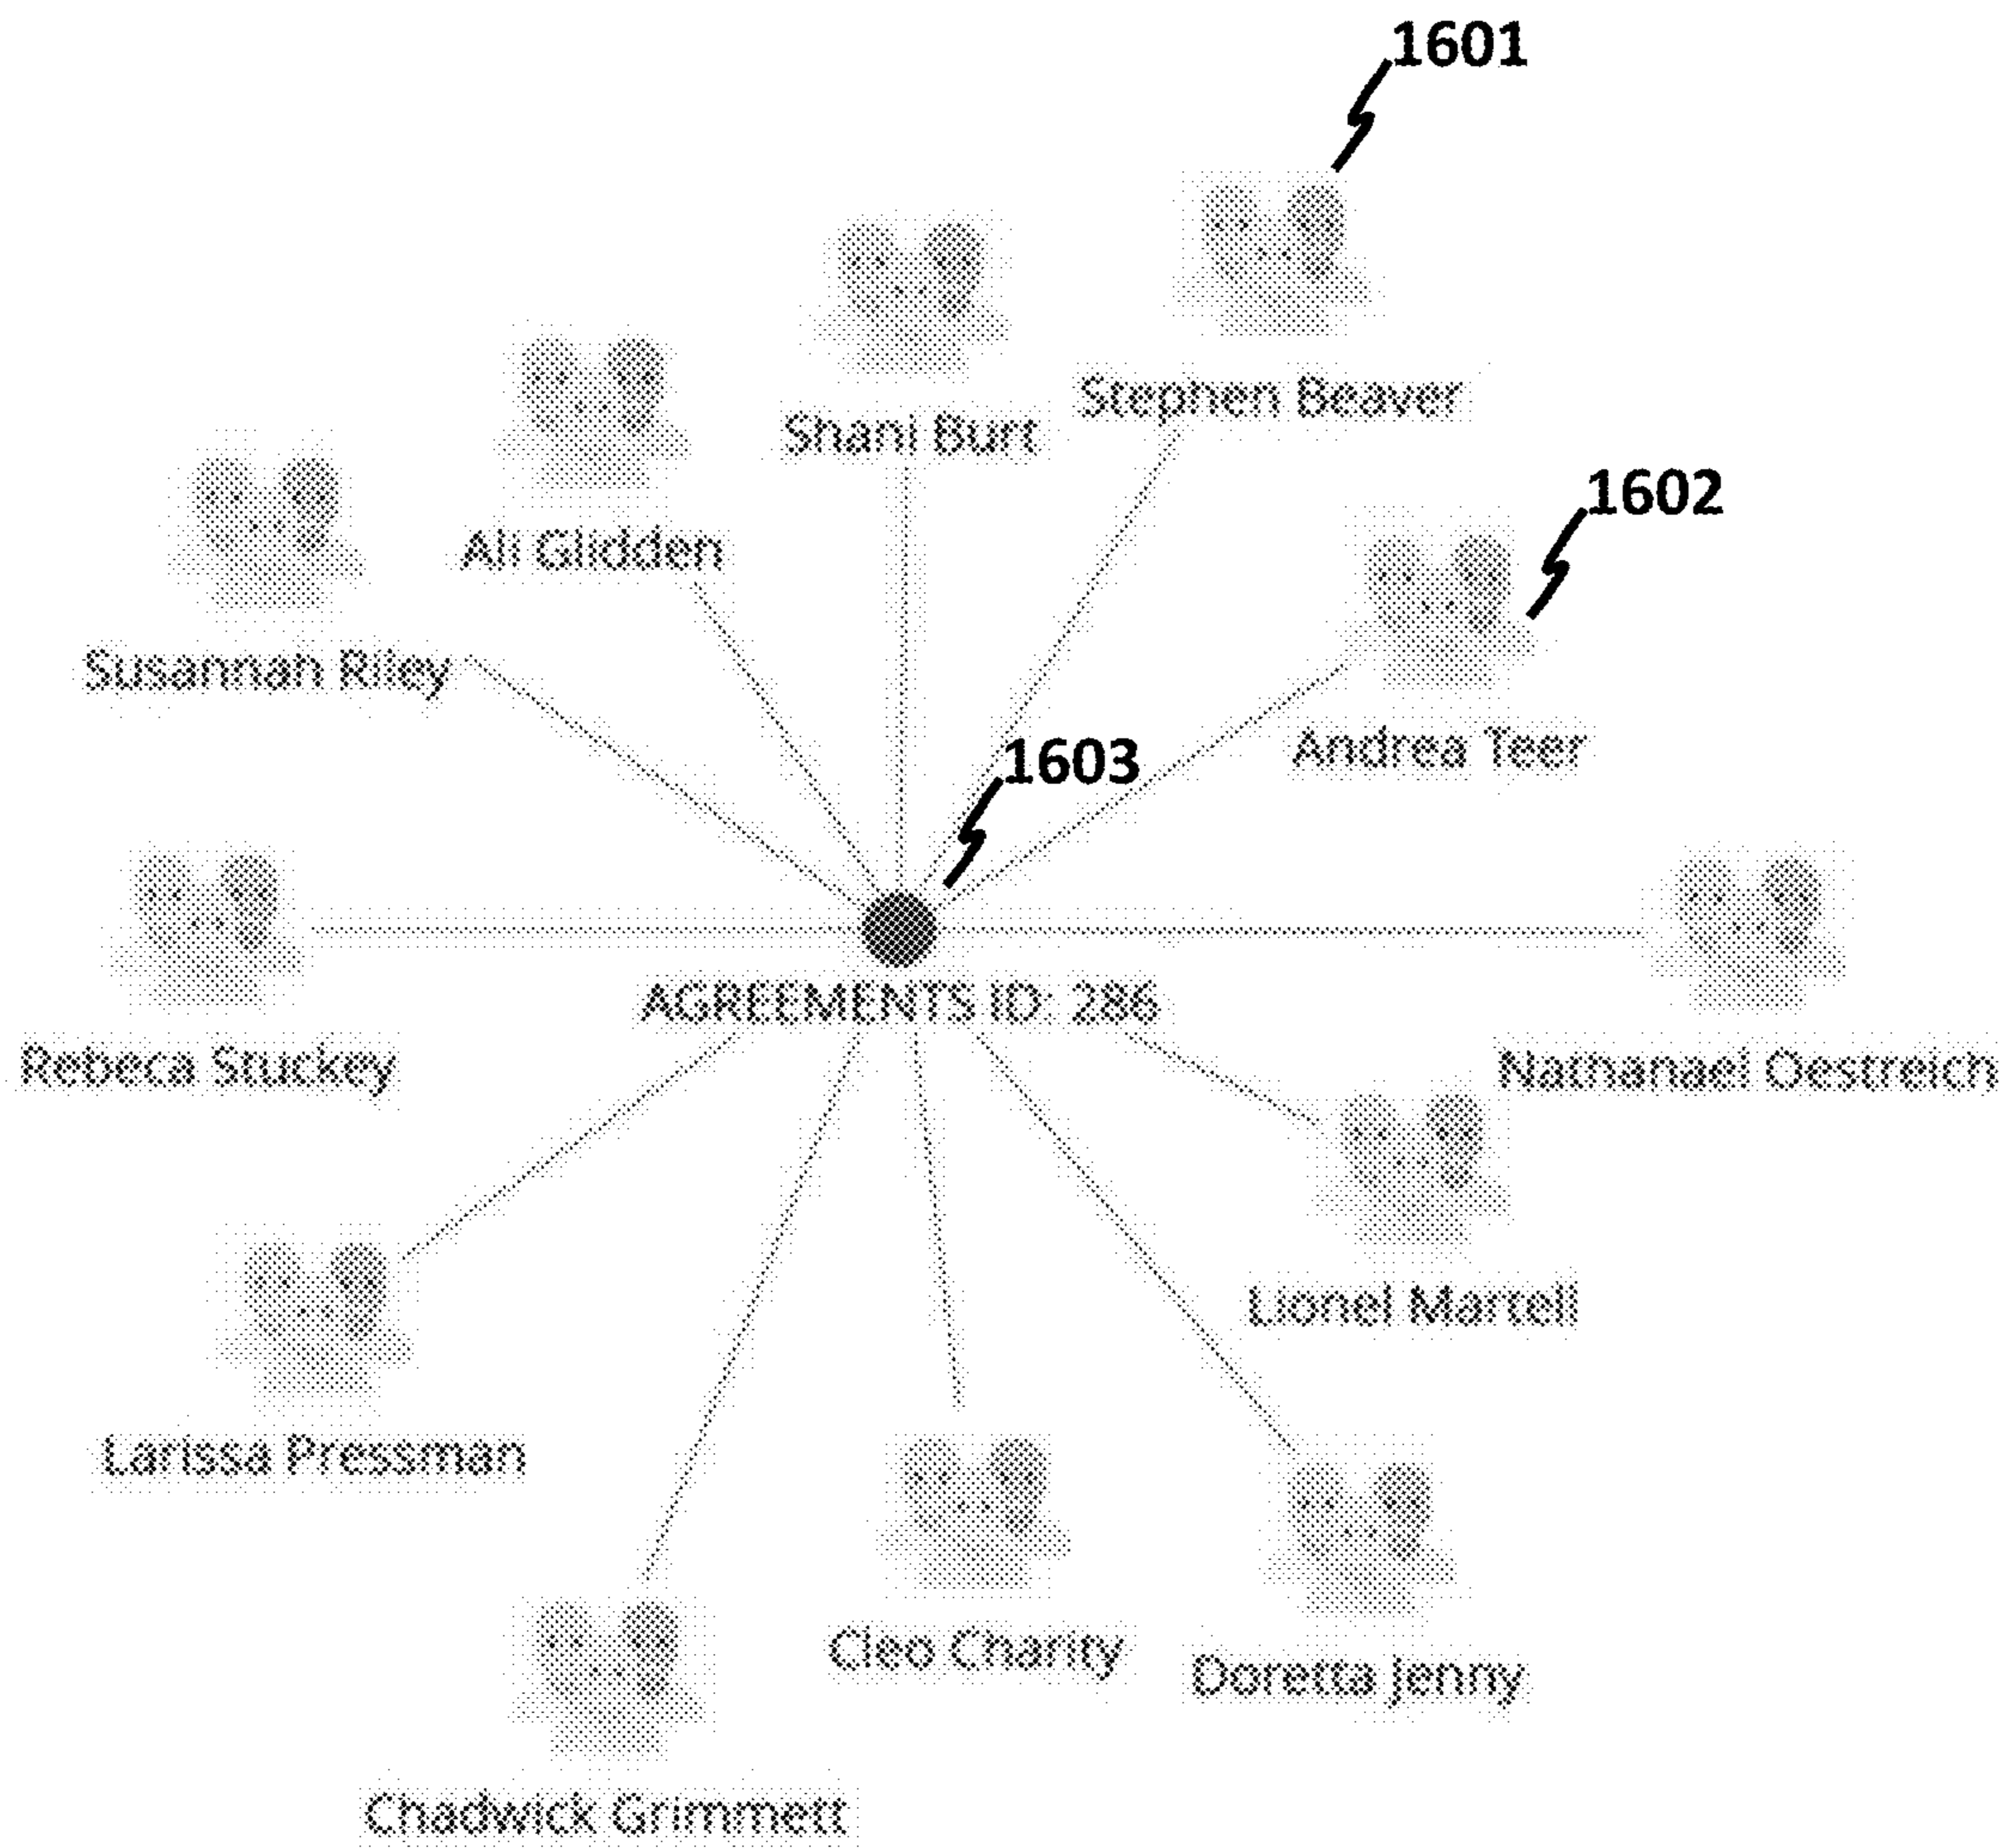 1601
Stephen Beaver
Shani Burt
1602
Ali Glidden
Susannah Riley
Andrea Teer
1603
AGREEMENTS ID: 286
Rebeca Stuckey
Nathanael Oestreich
Lionel Martell
Larissa Pressman
Cleo Charity
Doretta Jenny
Chadwick Grimmett